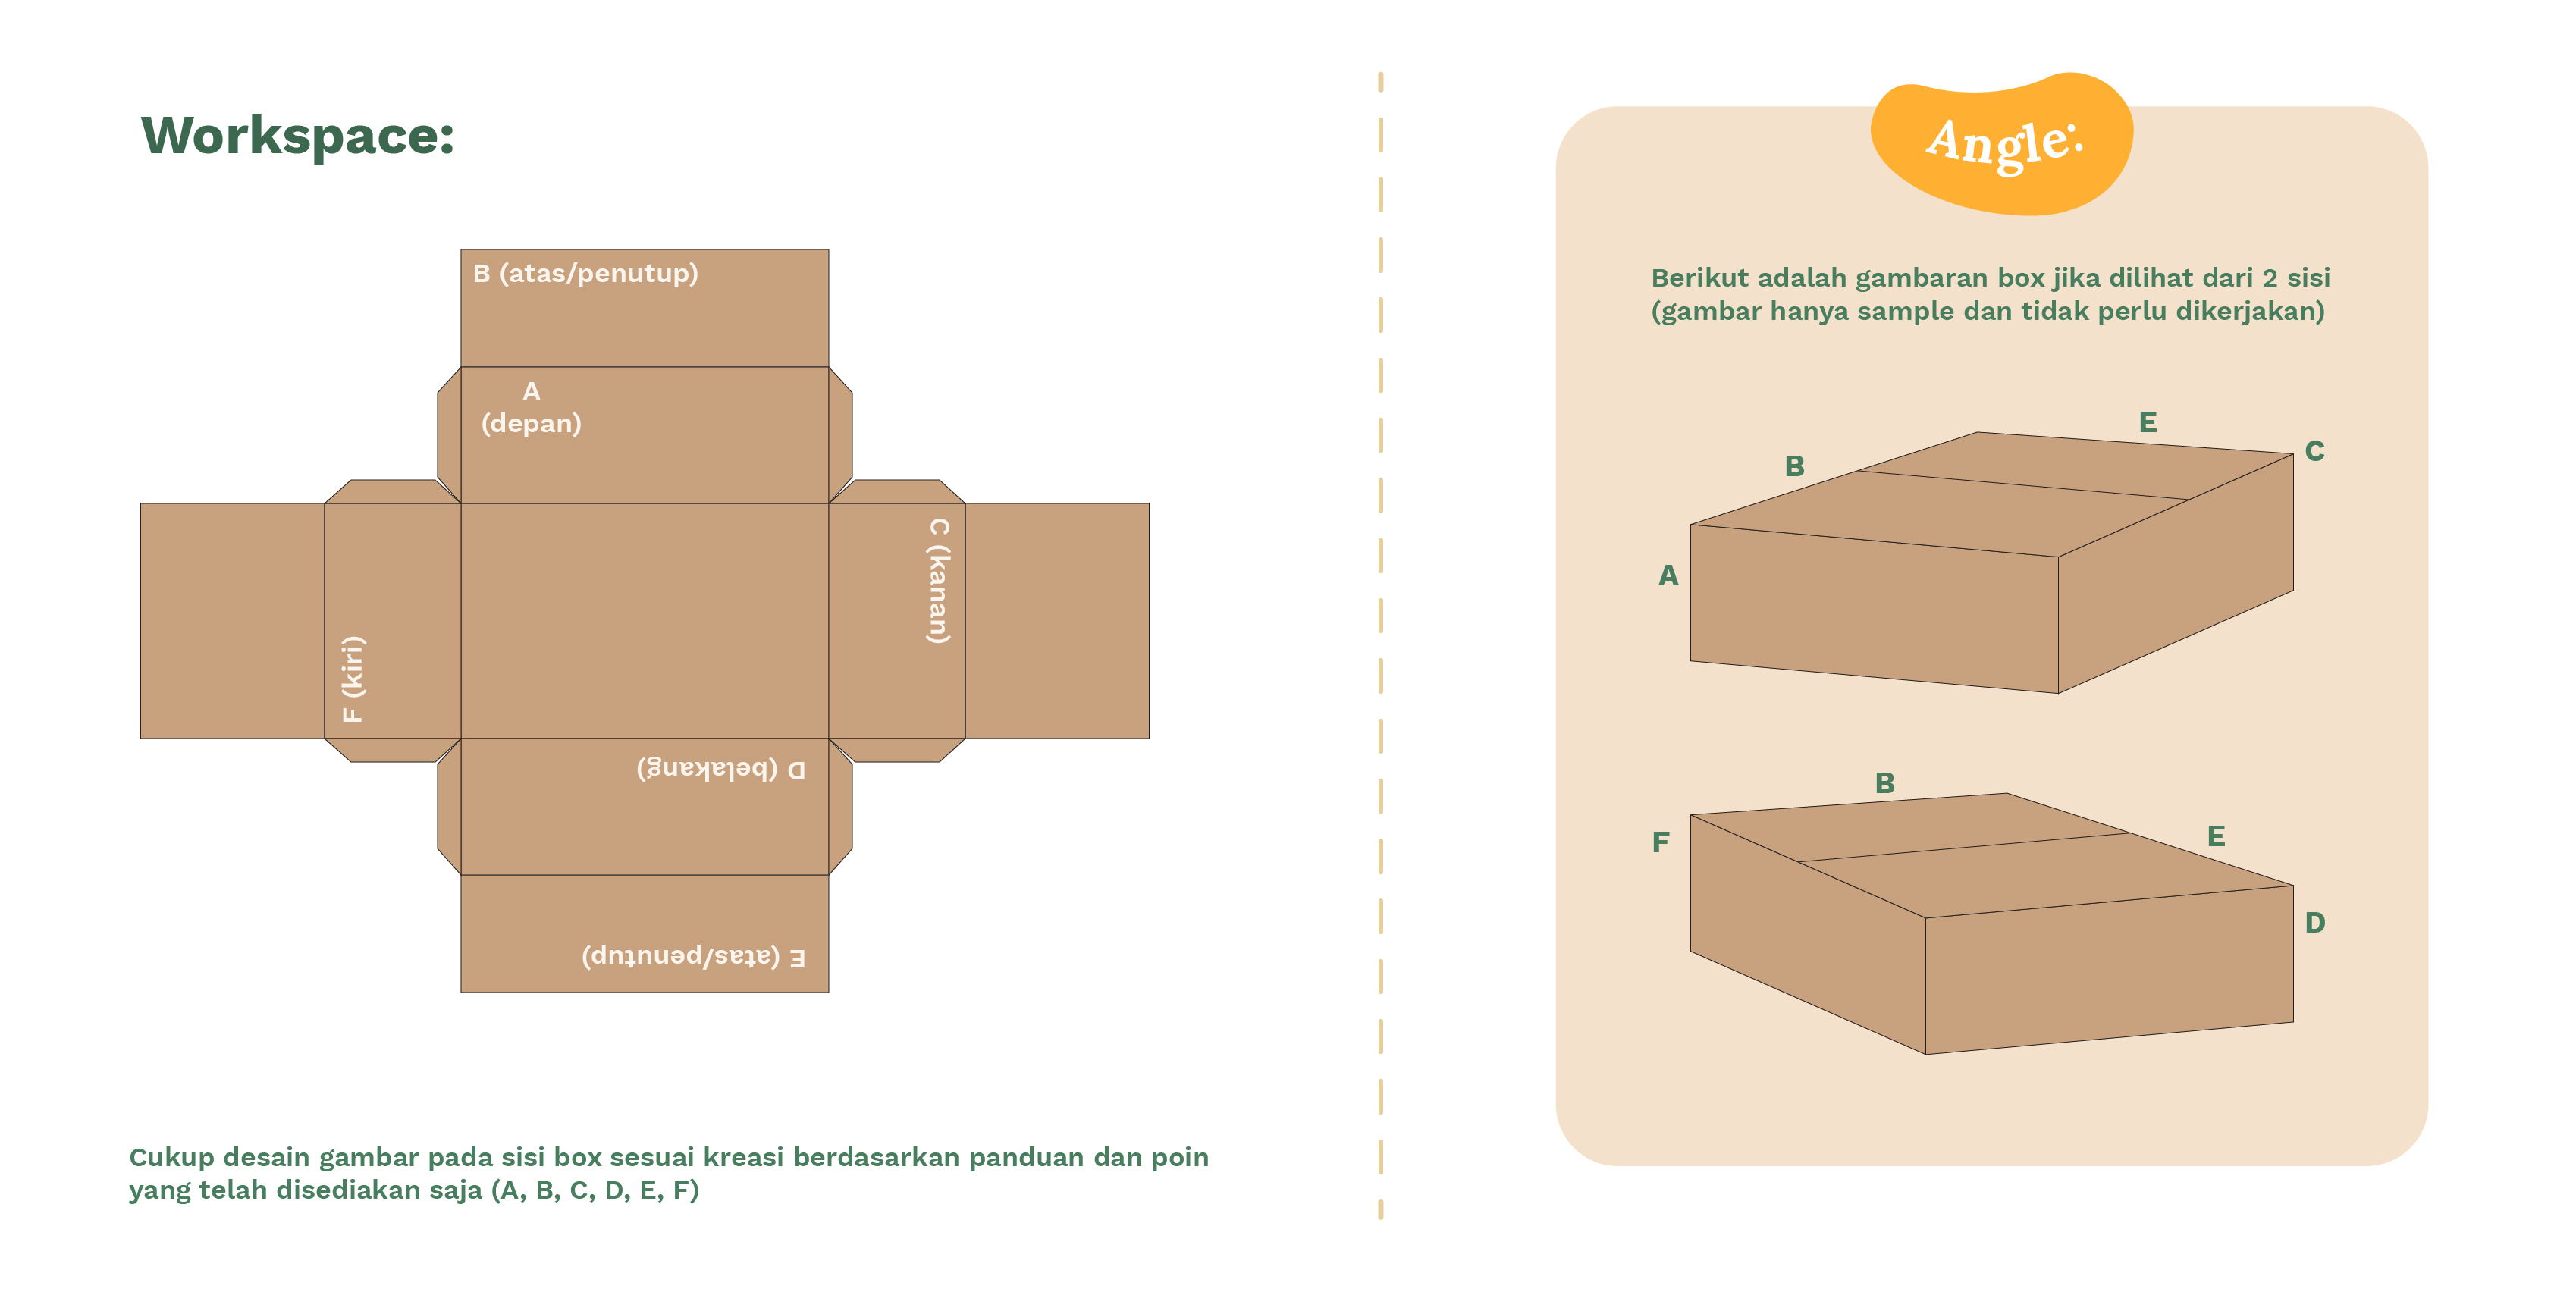 Workspace:
B (atas/penutup)
A
(depan)
C (kanan)
F (kiri)
D (belakang)
E (atas/penutup)
Cukup desain gambar pada sisi box sesuai kreasi berdasarkan panduan dan poin
yang telah disediakan saja (A, B, C, D, E, F)
Angle:
Berikut adalah gambaran box jika dilihat dari 2 sisi
(gambar hanya sample dan tidak perlu dikerjakan)
E
C
B
A
B
F
E
D